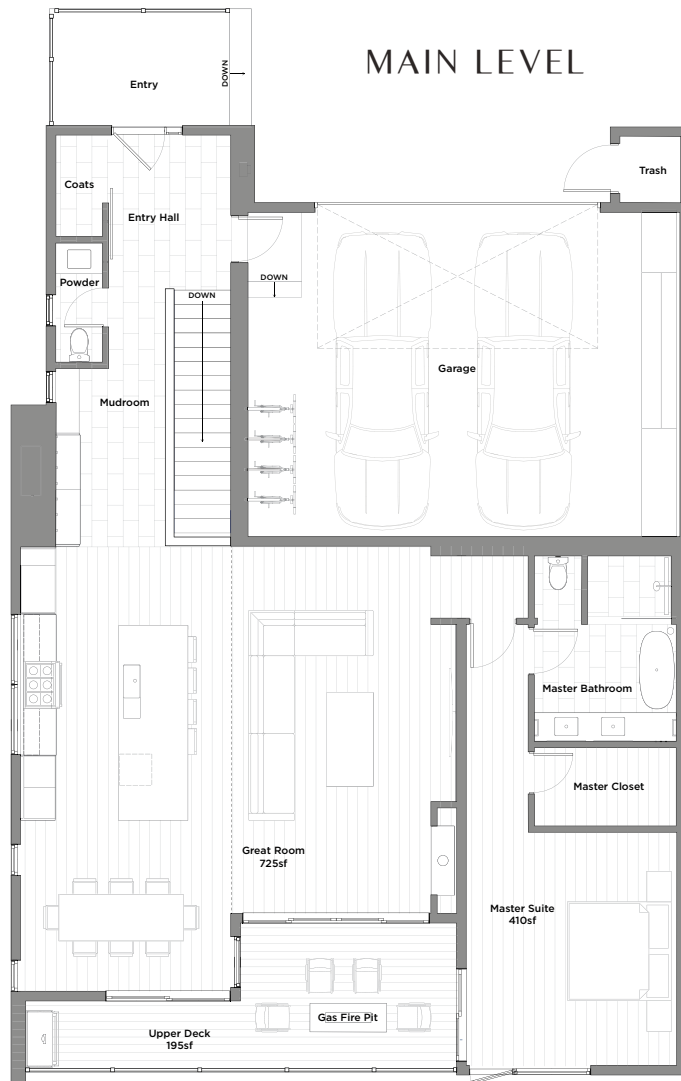 MAIN LEVEL
Entry
DOWN
Trash
Coats
Entry Hall
Powder
DOWN
DOWN
Garage
Mudroom
Master Bathroom
Master Closet
Great Room
725sf
Master Suite
410sf
Gas Fire Pit
Upper Deck
195sf